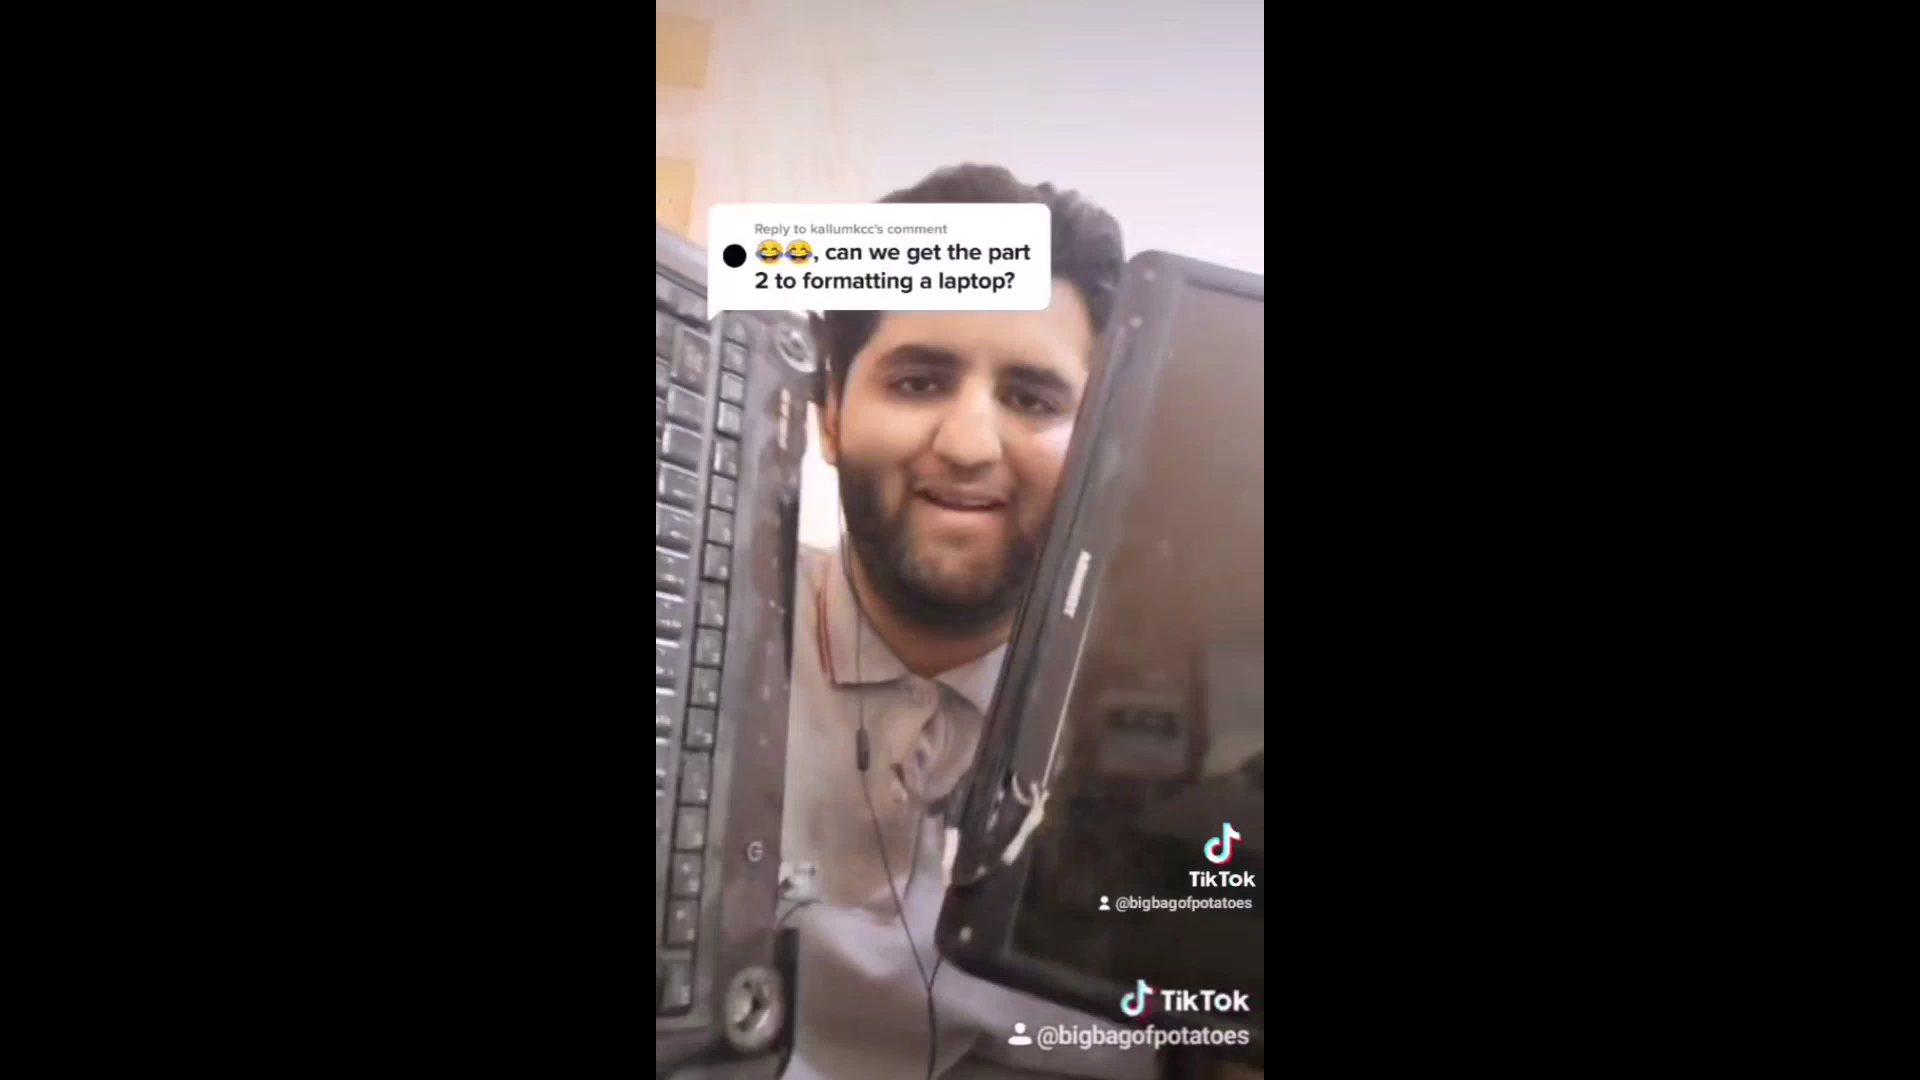 Reply to kallumkcc's comment
😂😂, can we get the part
2 to formatting a laptop?
TikTok
@bigbagofpotatoes
TikTok
@bigbagofpotatoes